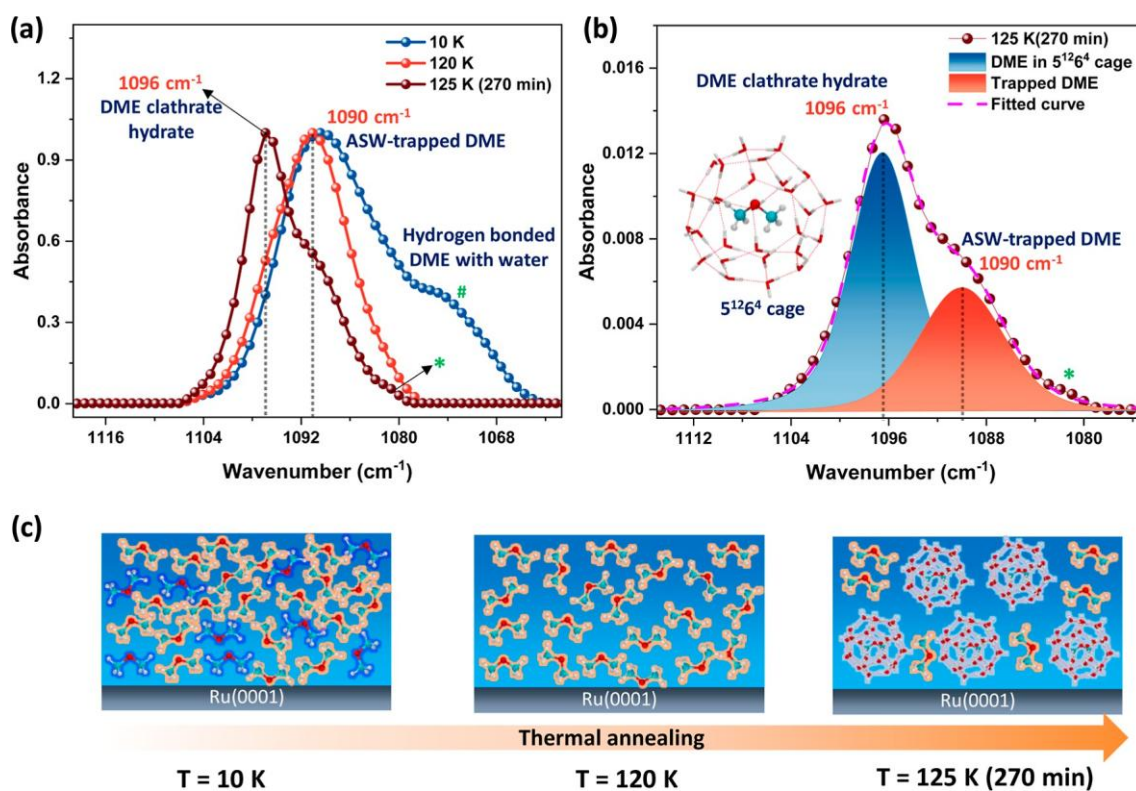 (a)
1.2
0.9
0.6
0.3
0.0
Absorbance
10 K
120 K
125 K (270 min)
1096 cm⁻¹
DME clathrate
hydrate
1090 cm⁻¹
ASW-trapped DME
Hydrogen bonded
DME with water
#
*
1116 1104 1092 1080 1068
Wavenumber (cm⁻¹)
(b)
0.016
0.012
0.008
0.004
0.000
Absorbance
125 K(270 min)
DME in 5¹²6⁴ cage
Trapped DME
Fitted curve
DME clathrate hydrate
1096 cm⁻¹
ASW-trapped DME
1090 cm⁻¹
5¹²6⁴ cage
*
1112 1104 1096 1088 1080
Wavenumber (cm⁻¹)
(c)
Ru(0001) Ru(0001) Ru(0001)
Thermal annealing
T = 10 K T = 120 K T = 125 K (270 min)